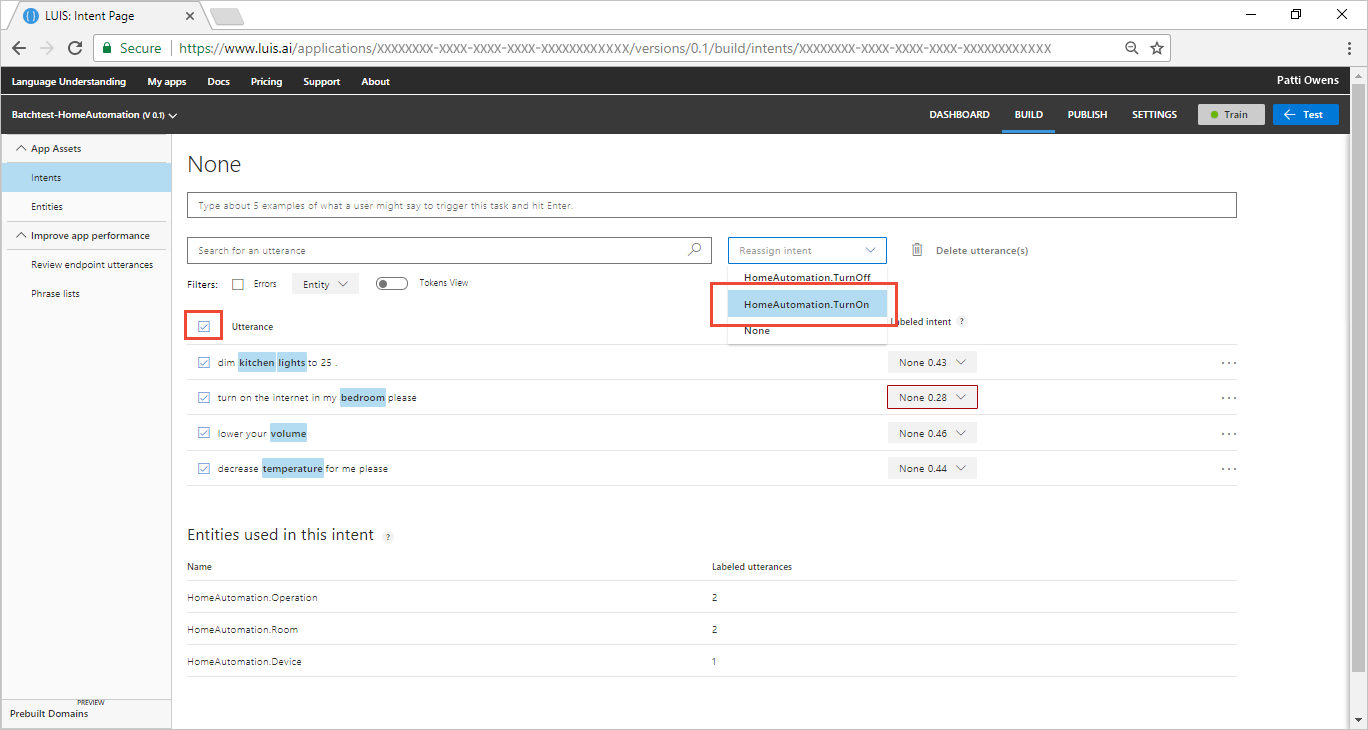 LUIS: Intent Page
Secure https://www.luis.ai/applications/XXXXXXXX-XXXX-XXXX-XXXX-XXXXXXXXXXXX/versions/0.1/build/intents/XXXXXXXX-XXXX-XXXX-XXXX-XXXXXXXXXXXX
Language Understanding My apps Docs Pricing Support About Patti Owens
Batchtest-HomeAutomation (V 0.1) DASHBOARD BUILD PUBLISH SETTINGS Train Test
App Assets
Intents
Entities
Improve app performance
Review endpoint utterances
Phrase lists
PREVIEW
Prebuilt Domains
None
Type about 5 examples of what a user might say to trigger this task and hit Enter.
Search for an utterance Reassign intent Delete utterance(s)
HomeAutomation.TurnOff
HomeAutomation.TurnOn
None
Filters: Errors Entity Tokens View
Utterance Labeled intent ?
dim kitchen lights to 25 . None 0.43 ...
turn on the internet in my bedroom please None 0.28 ...
lower your volume None 0.46 ...
decrease temperature for me please None 0.44 ...
Entities used in this intent ?
Name Labeled utterances
HomeAutomation.Operation 2
HomeAutomation.Room 2
HomeAutomation.Device 1